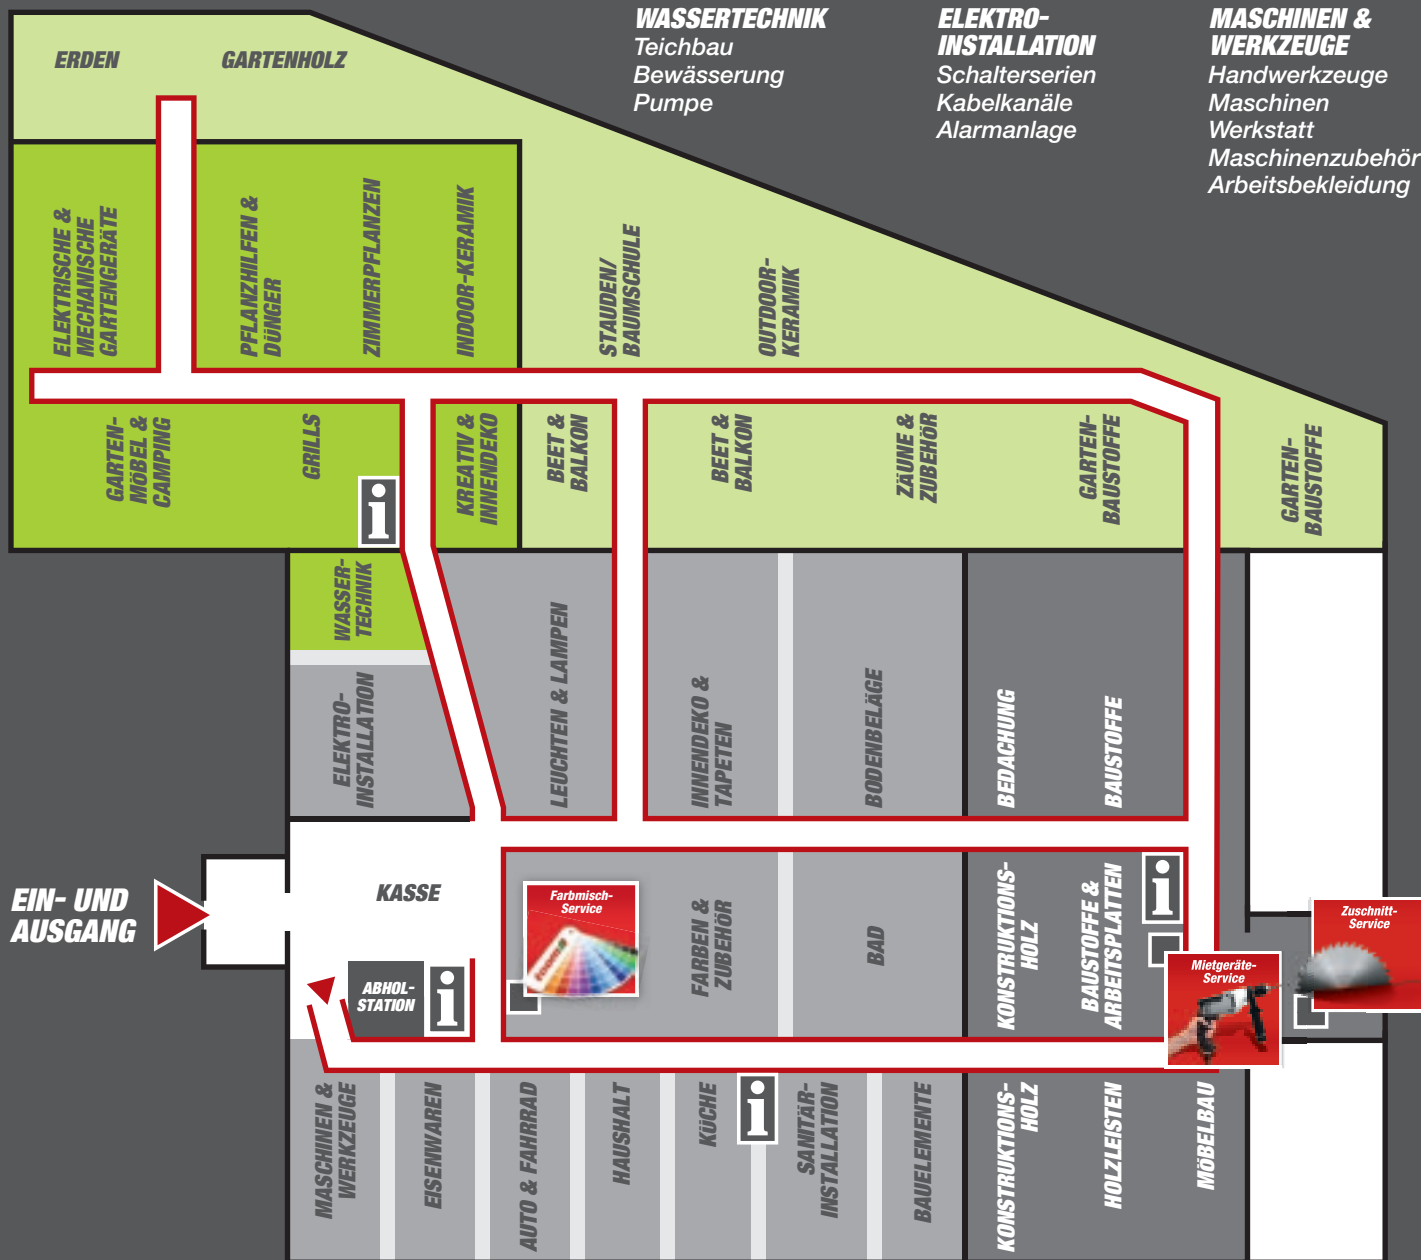 WASSERTECHNIK
Teichbau
Bewässerung
Pumpe
ELEKTRO-
INSTALLATION
Schalterserien
Kabelkanäle
Alarmanlage
MASCHINEN &
WERKZEUGE
Handwerkzeuge
Maschinen
Werkstatt
Maschinenzubehör
Arbeitsbekleidung
ERDEN
GARTENHOLZ
ELEKTRISCHE &
MECHANISCHE
GARTENGERÄTE
PFLANZHILFEN &
DÜNGER
ZIMMERPFLANZEN
INDOOR-KERAMIK
STAUDEN/
BAUMSCHULE
OUTDOOR-
KERAMIK
GARTEN-
MÖBEL &
CAMPING
GRILLS
i
KREATIV &
INNENDEKO
BEET &
BALKON
BEET &
BALKON
ZÄUNE &
ZUBEHÖR
GARTEN-
BAUSTOFFE
GARTEN-
BAUSTOFFE
WASSER-
TECHNIK
ELEKTRO-
INSTALLATION
LEUCHTEN & LAMPEN
INNENDEKO &
TAPETEN
BODENBELÄGE
BEDACHUNG
BAUSTOFFE
EIN- UND
AUSGANG
KASSE
ABHOL-
STATION
i
Farbmisch-
Service
FARBEN &
ZUBEHÖR
BAD
KONSTRUKTIONS-
HOLZ
BAUSTOFFE &
ARBEITSPLATTEN
i
Mietgeräte-
Service
Zuschnitt-
Service
MASCHINEN &
WERKZEUGE
EISENWAREN
AUTO & FAHRRAD
HAUSHALT
KÜCHE
i
SANITÄR-
INSTALLATION
BAUELEMENTE
KONSTRUKTIONS-
HOLZ
HOLZLEISTEN
MÖBELBAU